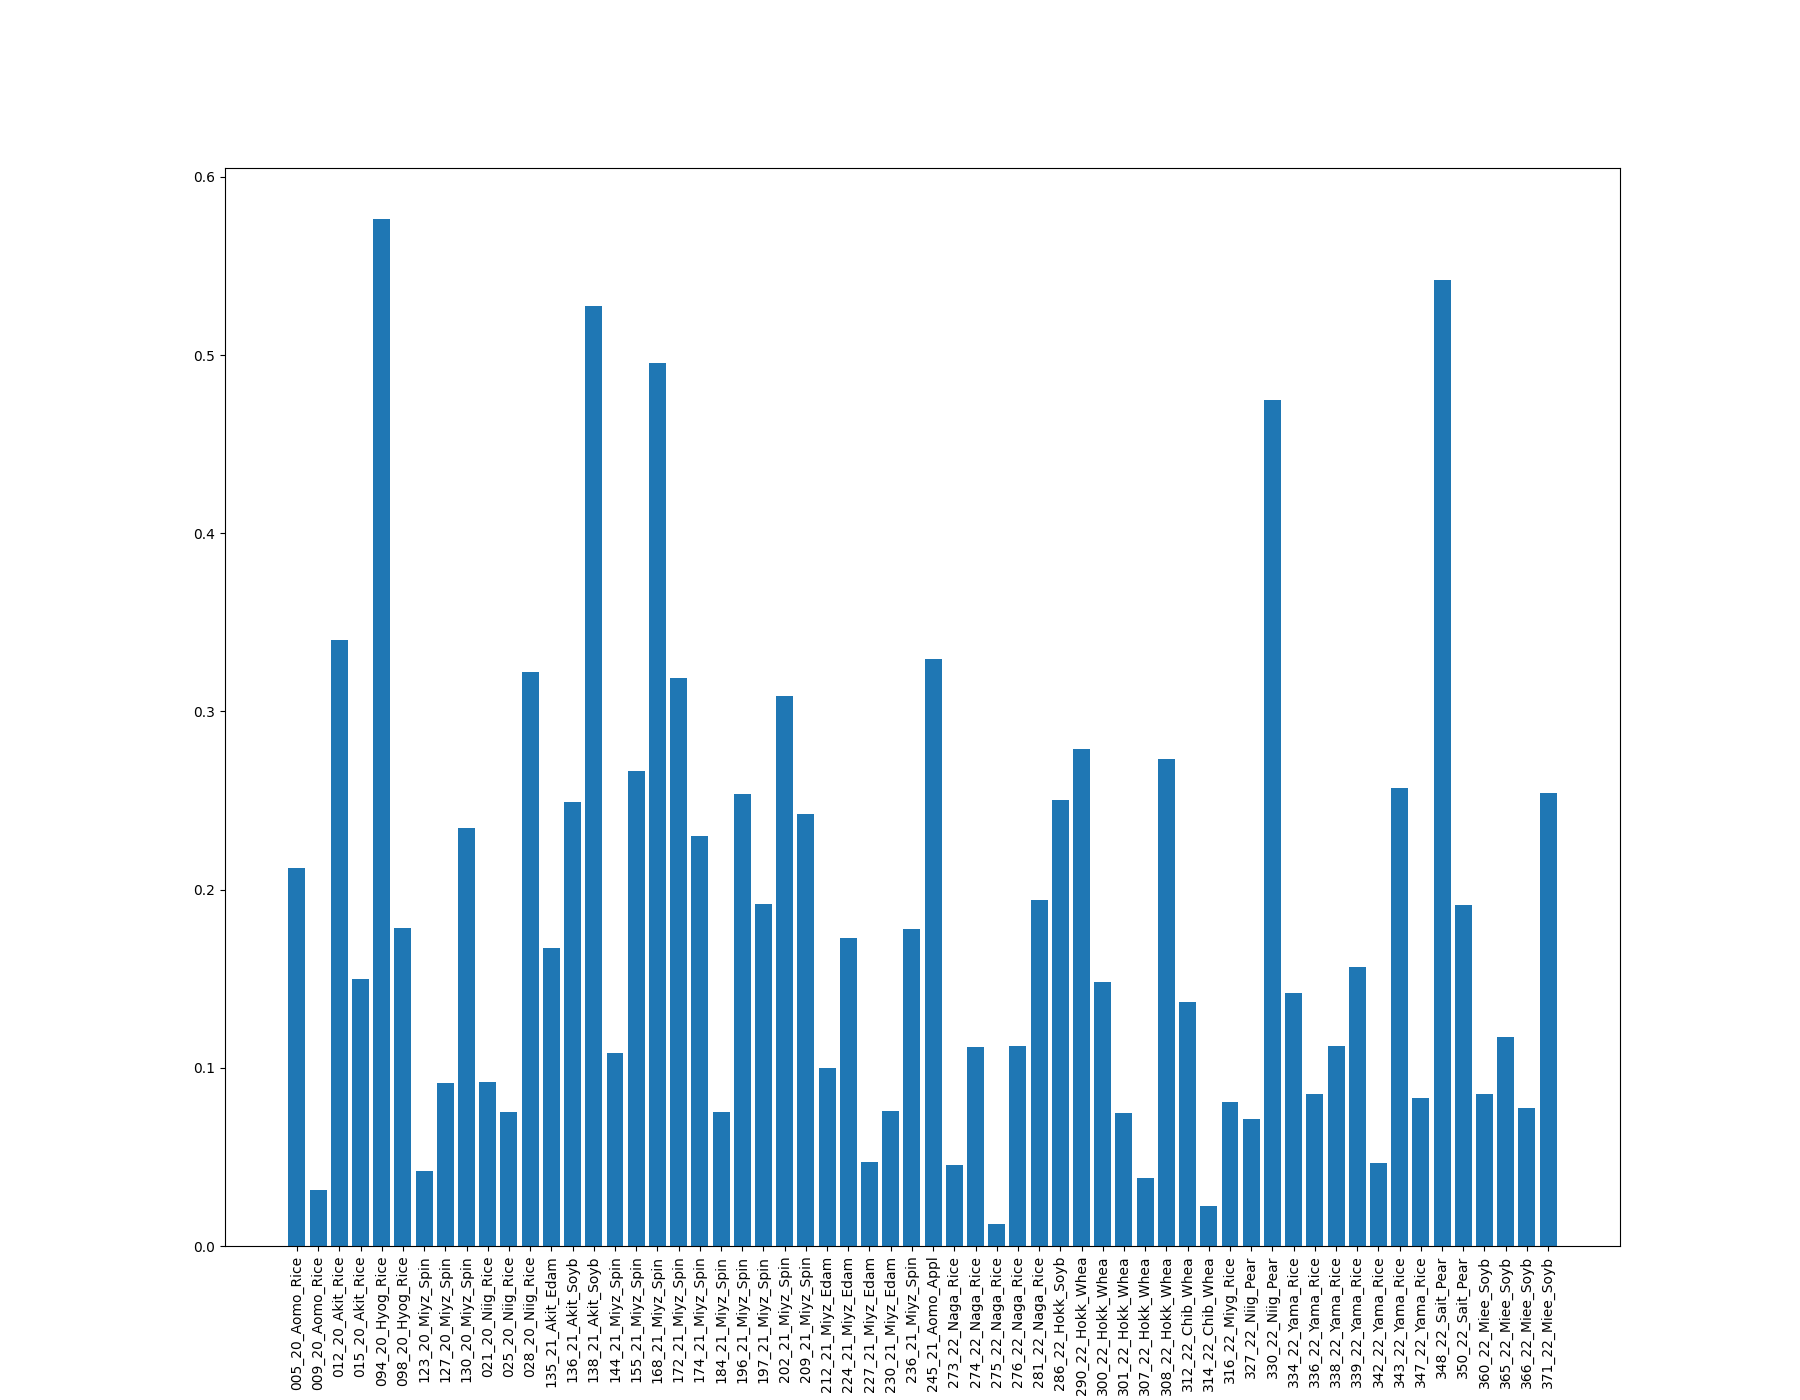 0.6
0.5
0.4
0.3
0.2
0.1
0.0
005_20_Aomo_Rice
009_20_Aomo_Rice
012_20_Akit_Rice
015_20_Akit_Rice
094_20_Hyog_Rice
098_20_Hyog_Rice
123_20_Miyz_Spin
127_20_Miyz_Spin
130_20_Miyz_Spin
021_20_Niig_Rice
025_20_Niig_Rice
028_20_Niig_Rice
135_21_Akit_Edam
136_21_Akit_Soyb
138_21_Akit_Soyb
144_21_Miyz_Spin
155_21_Miyz_Spin
168_21_Miyz_Spin
172_21_Miyz_Spin
174_21_Miyz_Spin
184_21_Miyz_Spin
196_21_Miyz_Spin
197_21_Miyz_Spin
202_21_Miyz_Spin
209_21_Miyz_Spin
212_21_Miyz_Edam
224_21_Miyz_Edam
227_21_Miyz_Edam
230_21_Miyz_Edam
236_21_Miyz_Spin
245_21_Aomo_Appl
273_22_Naga_Rice
274_22_Naga_Rice
275_22_Naga_Rice
276_22_Naga_Rice
281_22_Naga_Rice
286_22_Hokk_Soyb
290_22_Hokk_Whea
300_22_Hokk_Whea
301_22_Hokk_Whea
307_22_Hokk_Whea
308_22_Hokk_Whea
312_22_Chib_Whea
314_22_Chib_Whea
316_22_Miyg_Rice
327_22_Niig_Pear
330_22_Niig_Pear
334_22_Yama_Rice
336_22_Yama_Rice
338_22_Yama_Rice
339_22_Yama_Rice
342_22_Yama_Rice
343_22_Yama_Rice
347_22_Yama_Rice
348_22_Sait_Pear
350_22_Sait_Pear
360_22_Miee_Soyb
365_22_Miee_Soyb
366_22_Miee_Soyb
371_22_Miee_Soyb